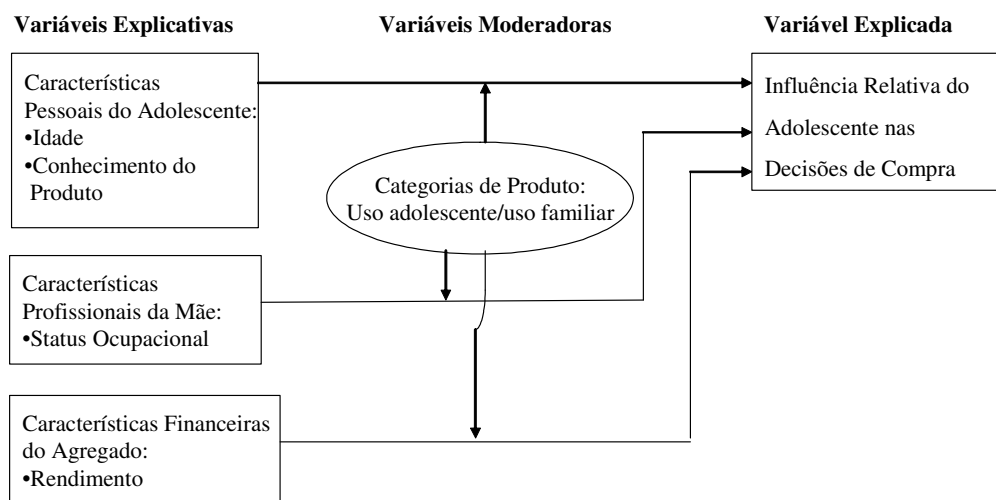 Variáveis Explicativas
Variáveis Moderadoras
Variável Explicada
Características
Pessoais do Adolescente:
•Idade
•Conhecimento do
Produto
Categorias de Produto:
Uso adolescente/uso familiar
Influência Relativa do
Adolescente nas
Decisões de Compra
Características
Profissionais da Mãe:
•Status Ocupacional
Características Financeiras
do Agregado:
•Rendimento